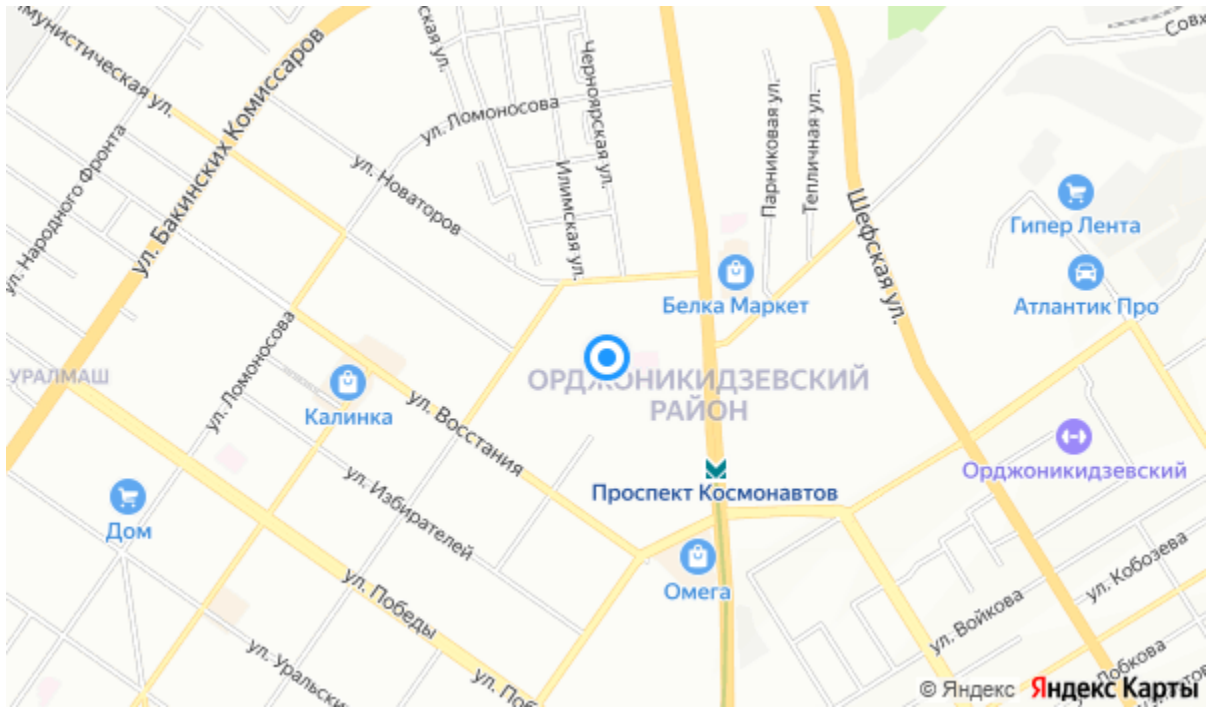 ммунистическая ул.
ул. Бакинских Комиссаров
ская ул.
Черноярская ул.
ул. Ломоносова
Парниковая ул.
Тепличная ул.
Совх
ул. Народного Фронта
ул. Новаторов
Илимская ул.
Шефская ул.
Гипер Лента
Белка Маркет
Атлантик Про
УРАЛМАШ
ул. Ломоносова
Калинка
ул. Восстания
ОРДЖОНИКИДЗЕВСКИЙ
РАЙОН
Орджоникидзевский
Проспект Космонавтов
Дом
ул. Избирателей
Омега
ул. Победы
ул. Кобозева
ул. Войкова
ул. Уральски
ул. Поб
Лобкова
© Яндекс Яндекс Карты